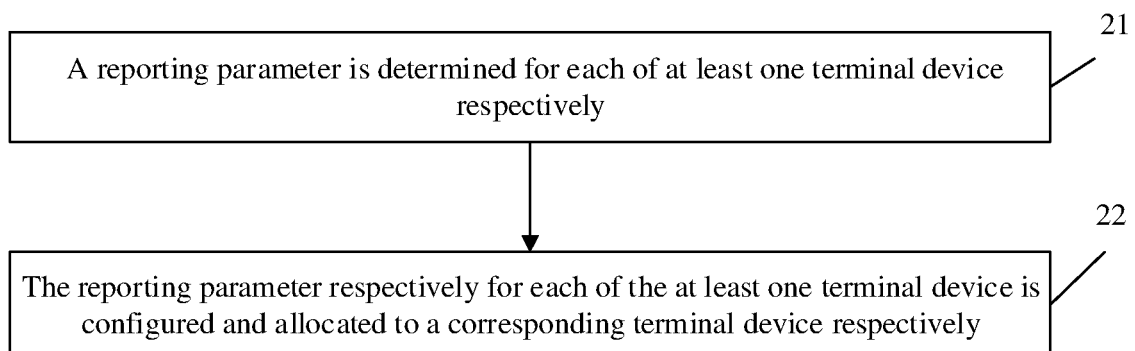 21
A reporting parameter is determined for each of at least one terminal device
respectively
22
The reporting parameter respectively for each of the at least one terminal device is
configured and allocated to a corresponding terminal device respectively